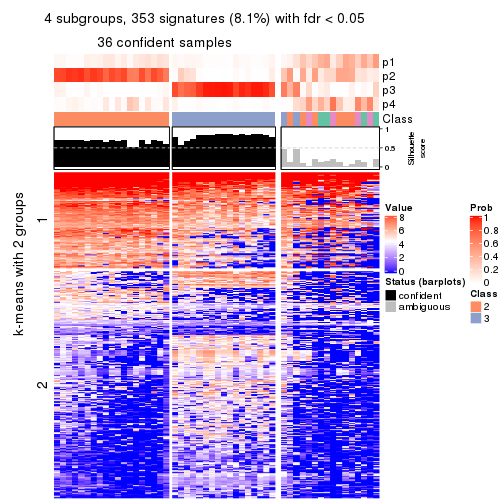 4 subgroups, 353 signatures (8.1%) with fdr < 0.05
36 confident samples
p1
p2
p3
p4
Class
1
0.5
0
Silhouette
score
k-means with 2 groups
1
2
Value
8
6
4
2
0
Status (barplots)
confident
ambiguous
Prob
1
0.8
0.6
0.4
0.2
0
Class
2
3